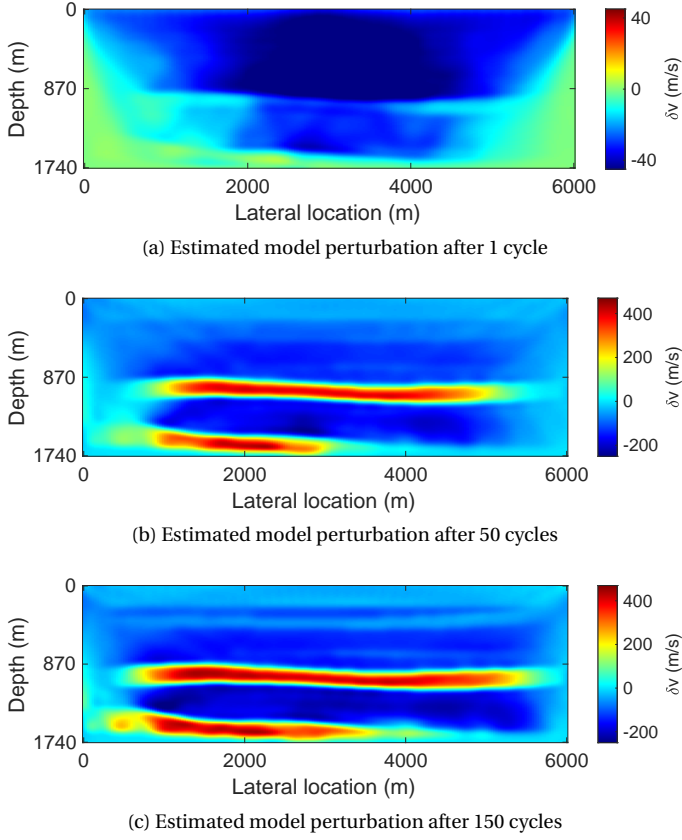 0
870
1740
Depth (m)
0
2000
4000
6000
Lateral location (m)
40
0
-40
δv (m/s)
(a) Estimated model perturbation after 1 cycle
0
870
1740
Depth (m)
0
2000
4000
6000
Lateral location (m)
400
200
0
-200
δv (m/s)
(b) Estimated model perturbation after 50 cycles
0
870
1740
Depth (m)
0
2000
4000
6000
Lateral location (m)
400
200
0
-200
δv (m/s)
(c) Estimated model perturbation after 150 cycles